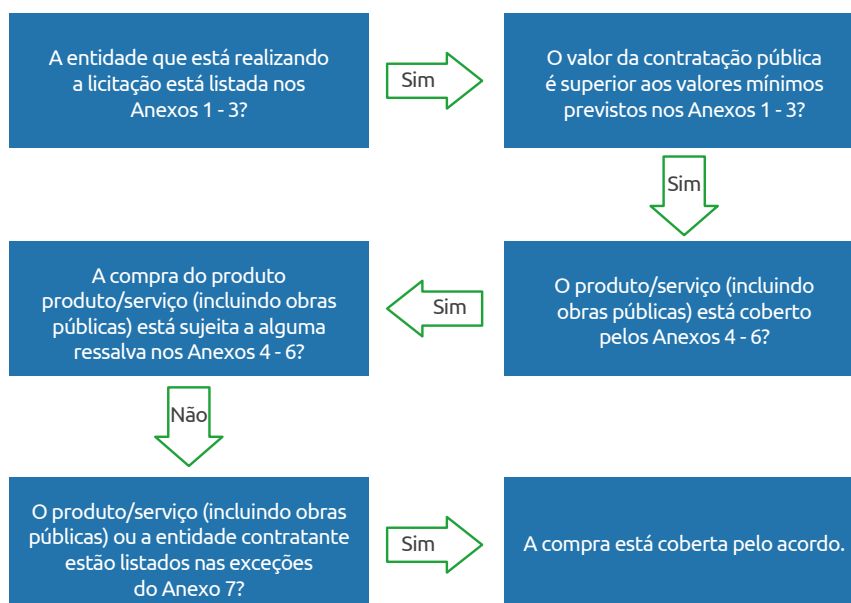 A entidade que está realizando
a licitação está listada nos
Anexos 1 - 3?
Sim
O valor da contratação pública
é superior aos valores mínimos
previstos nos Anexos 1 - 3?
Sim
O produto/serviço (incluindo
obras públicas) está coberto
pelos Anexos 4 - 6?
Sim
A compra do produto
produto/serviço (incluindo obras
públicas) está sujeita a alguma
ressalva nos Anexos 4 - 6?
Não
O produto/serviço (incluindo obras
públicas) ou a entidade contratante
estão listados nas exceções
do Anexo 7?
Sim
A compra está coberta pelo acordo.